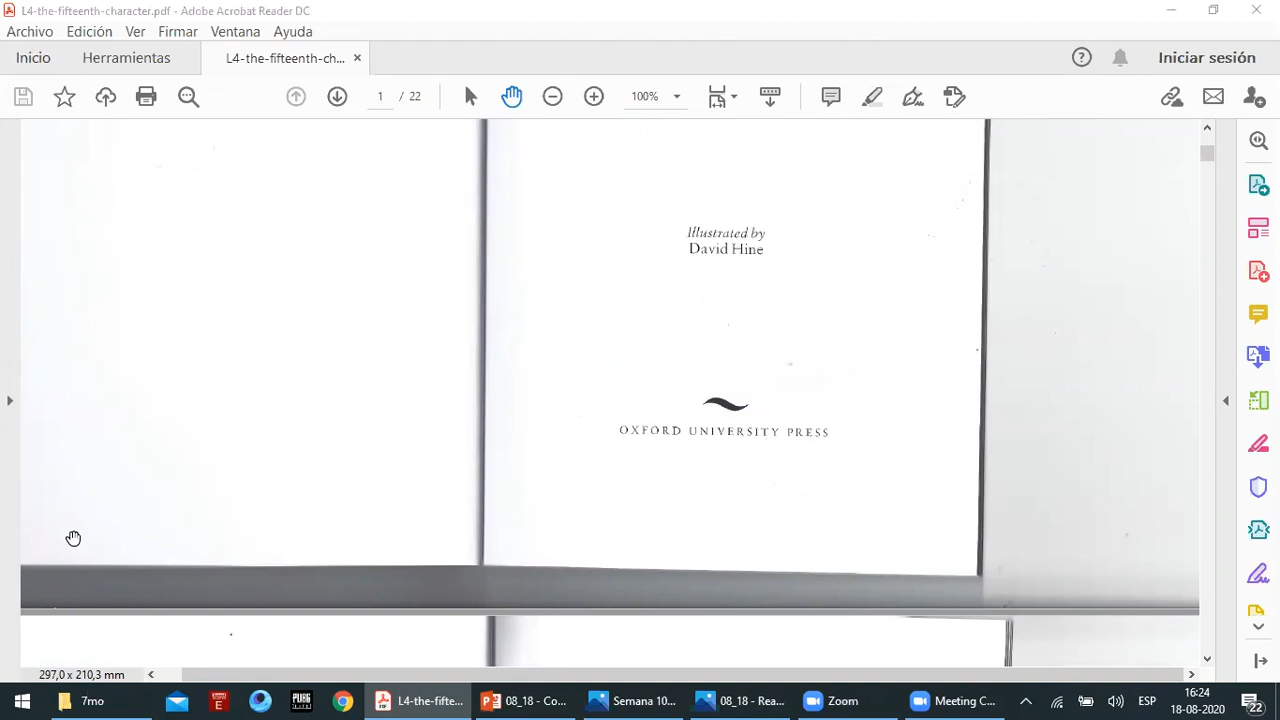 L4-the-fifteenth-character.pdf - Adobe Acrobat Reader DC
Archivo Edición Ver Firmar Ventana Ayuda
Inicio Herramientas L4-the-fifteenth-ch... × Iniciar sesión
1 / 22 100%
Illustrated by
David Hine
OXFORD UNIVERSITY PRESS
297,0 x 210,3 mm
7mo L4-the-fiftee... 08_18 - Co... Semana 10... 08_18 - Rea... Zoom Meeting C... ESP 16:24
18-08-2020 22